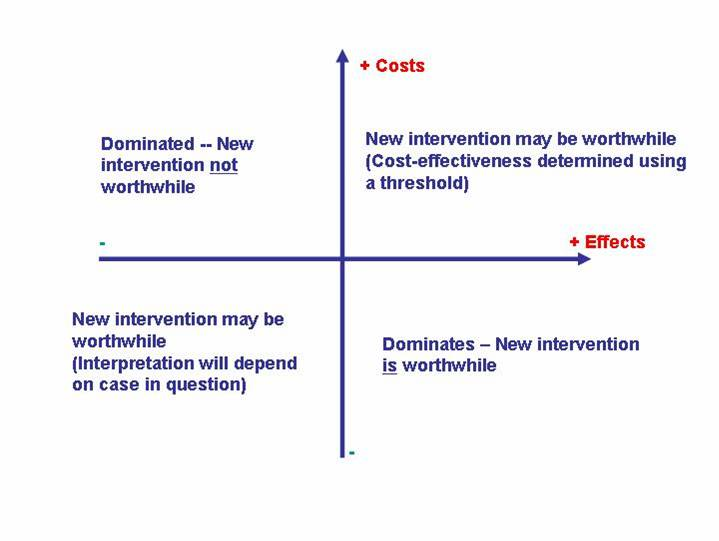 + Costs
Dominated -- New
intervention not
worthwhile
New intervention may be worthwhile
(Cost-effectiveness determined using
a threshold)
-
+ Effects
New intervention may be
worthwhile
(Interpretation will depend
on case in question)
Dominates – New intervention
is worthwhile
-